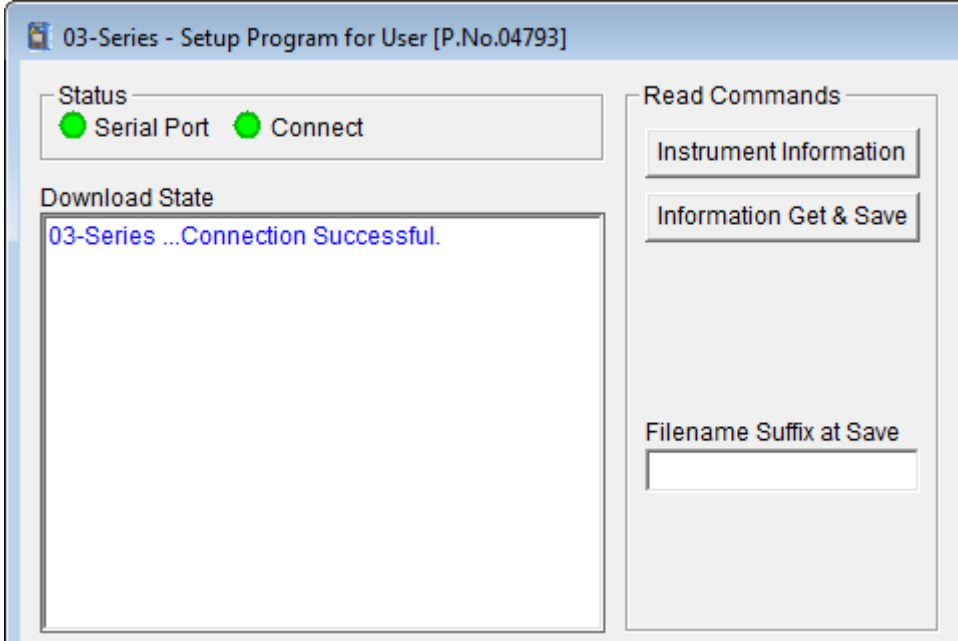 03-Series - Setup Program for User [P.No.04793]
Status
Serial Port Connect
Download State
03-Series ...Connection Successful.
Read Commands
Instrument Information
Information Get & Save
Filename Suffix at Save